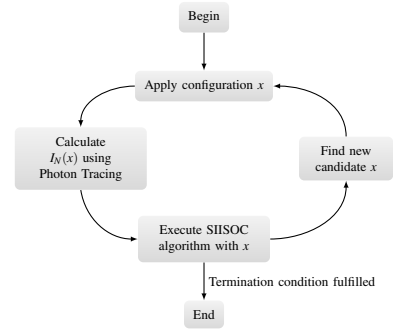 Begin
Apply configuration x
Calculate
I_N(x) using
Photon Tracing
Find new
candidate x
Execute SIISOC
algorithm with x
Termination condition fulfilled
End